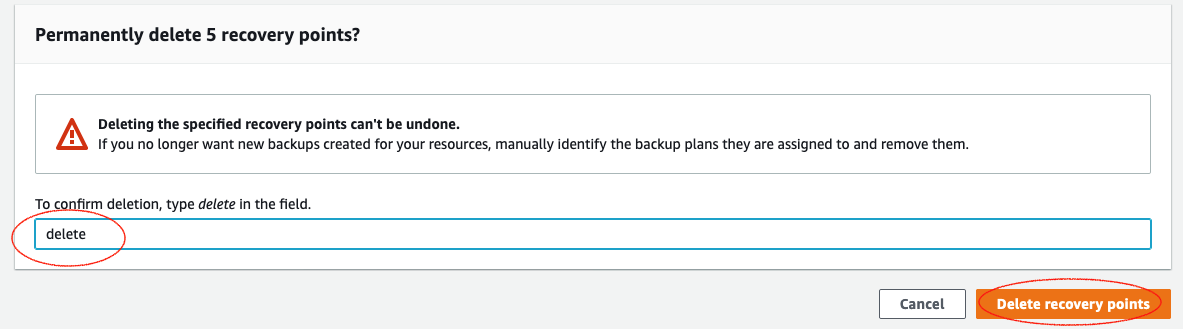 Permanently delete 5 recovery points?
Deleting the specified recovery points can't be undone.
If you no longer want new backups created for your resources, manually identify the backup plans they are assigned to and remove them.
To confirm deletion, type delete in the field.
delete
Cancel
Delete recovery points